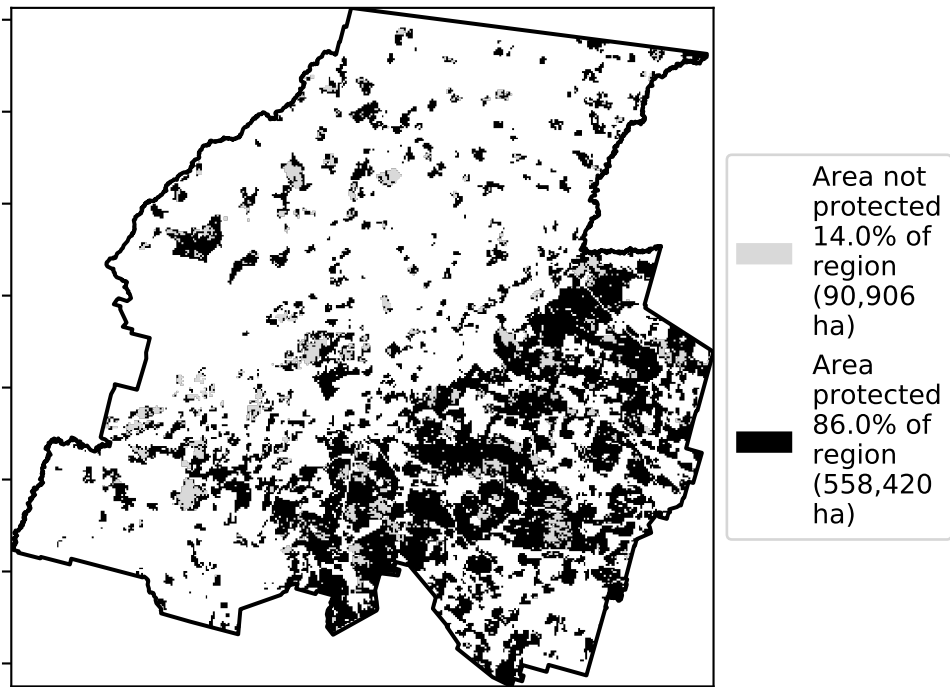 Area not
protected
14.0% of
region
(90,906
ha)
Area
protected
86.0% of
region
(558,420
ha)